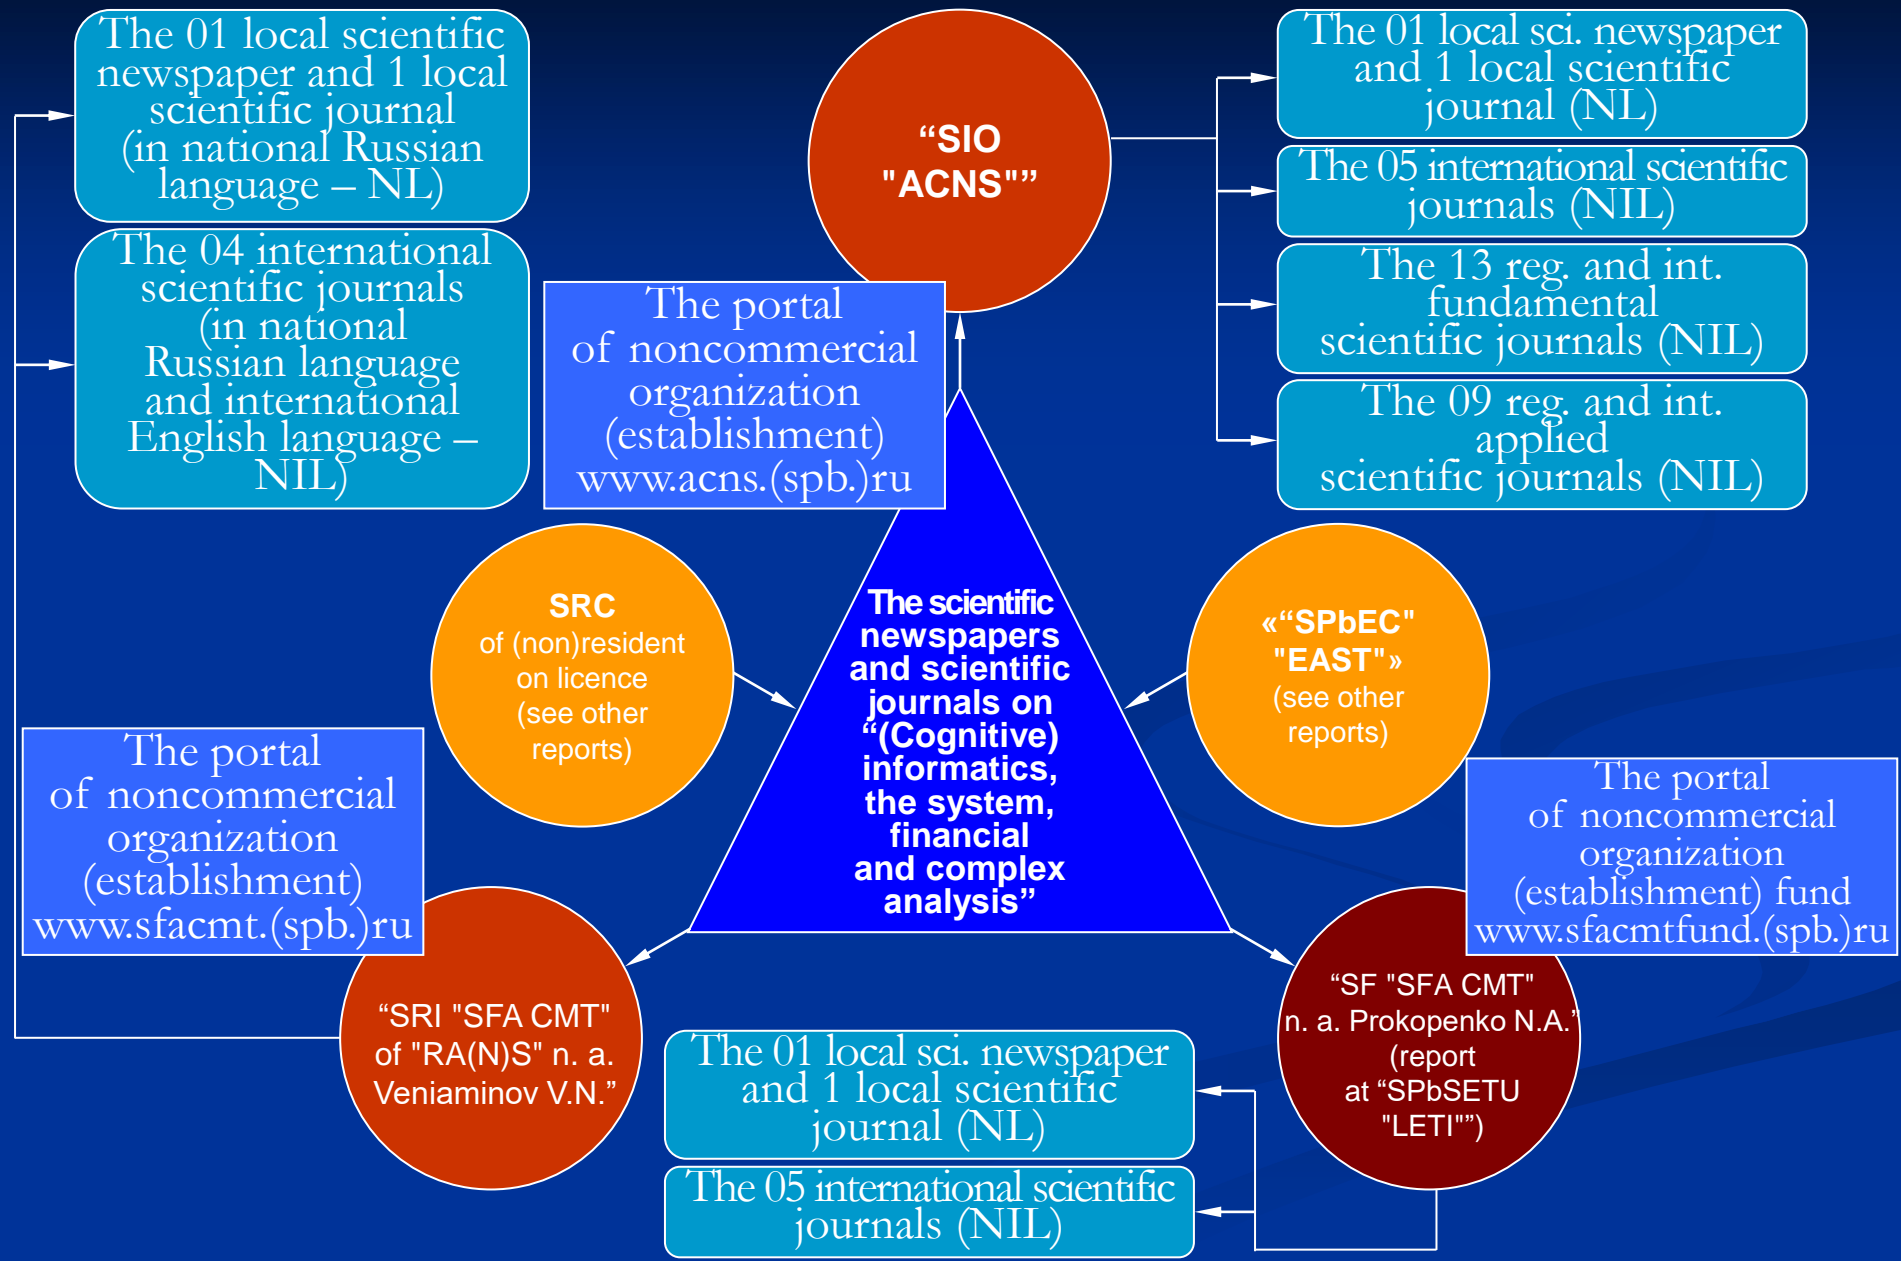 The 01 local scientific
newspaper and 1 local
scientific journal
(in national Russian
language – NL)
The 04 international
scientific journals
(in national
Russian language
and international
English language –
NIL)
“SIO
"ACNS"”
The portal
of noncommercial
organization
(establishment)
www.acns.(spb.)ru
The 01 local sci. newspaper
and 1 local scientific
journal (NL)
The 05 international scientific
journals (NIL)
The 13 reg. and int.
fundamental
scientific journals (NIL)
The 09 reg. and int.
applied
scientific journals (NIL)
SRC
of (non)resident
on licence
(see other
reports)
The scientific
newspapers
and scientific
journals on
“(Cognitive)
informatics,
the system,
financial
and complex
analysis”
«“SPbEC"
"EAST"»
(see other
reports)
The portal
of noncommercial
organization
(establishment)
www.sfacmt.(spb.)ru
“SRI "SFA CMT"
of "RA(N)S" n. a.
Veniaminov V.N.”
The portal
of noncommercial
organization
(establishment) fund
www.sfacmtfund.(spb.)ru
“SF "SFA CMT"
n. a. Prokopenko N.A.”
(report
at “SPbSETU
"LETI"”)
The 01 local sci. newspaper
and 1 local scientific
journal (NL)
The 05 international scientific
journals (NIL)